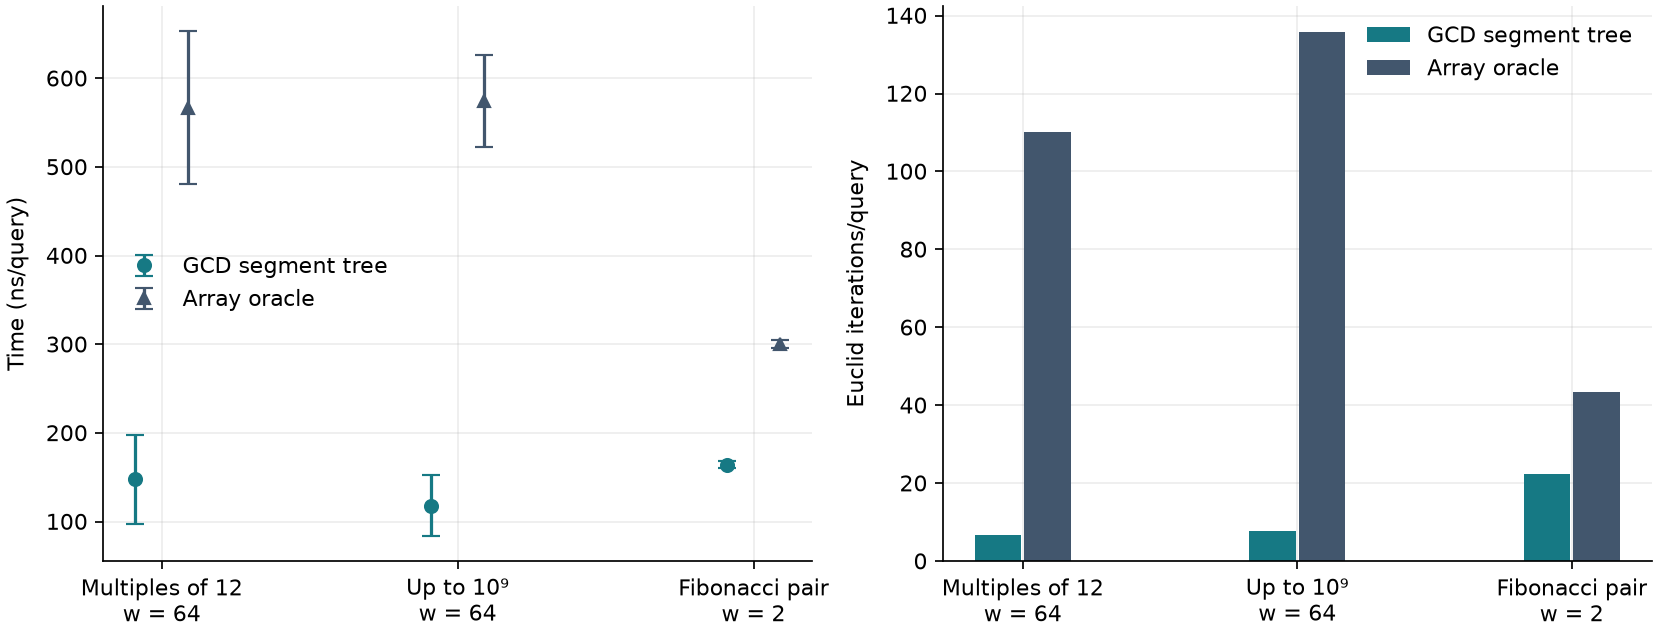 Time (ns/query)
600
500
400
300
200
100
GCD segment tree
Array oracle
Multiples of 12
w = 64
Up to 10⁹
w = 64
Fibonacci pair
w = 2
Euclid iterations/query
140
120
100
80
60
40
20
0
GCD segment tree
Array oracle
Multiples of 12
w = 64
Up to 10⁹
w = 64
Fibonacci pair
w = 2